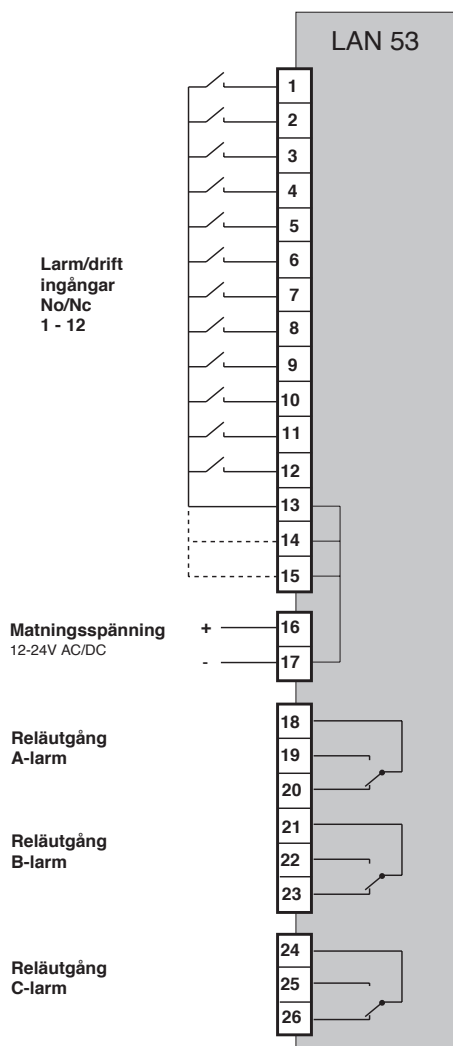 LAN 53
1
2
3
4
5
6
7
8
9
10
11
12
13
14
15
Larm/drift
ingångar
No/Nc
1 - 12
Matningsspänning
12-24V AC/DC
+
-
16
17
Reläutgång
A-larm
18
19
20
Reläutgång
B-larm
21
22
23
Reläutgång
C-larm
24
25
26